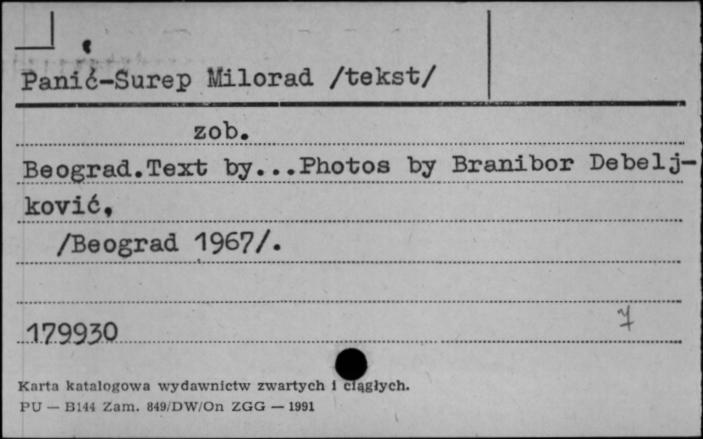 Panić-Surep Milorad /tekst/
zob.
Beograd.Text by...Photos by Branibor Debelj-
ković,
/Beograd 1967/.
179930
Karta katalogowa wydawnictw zwartych i ciągłych.
PU — B144 Zam. 849/DW/On ZGG — 1991